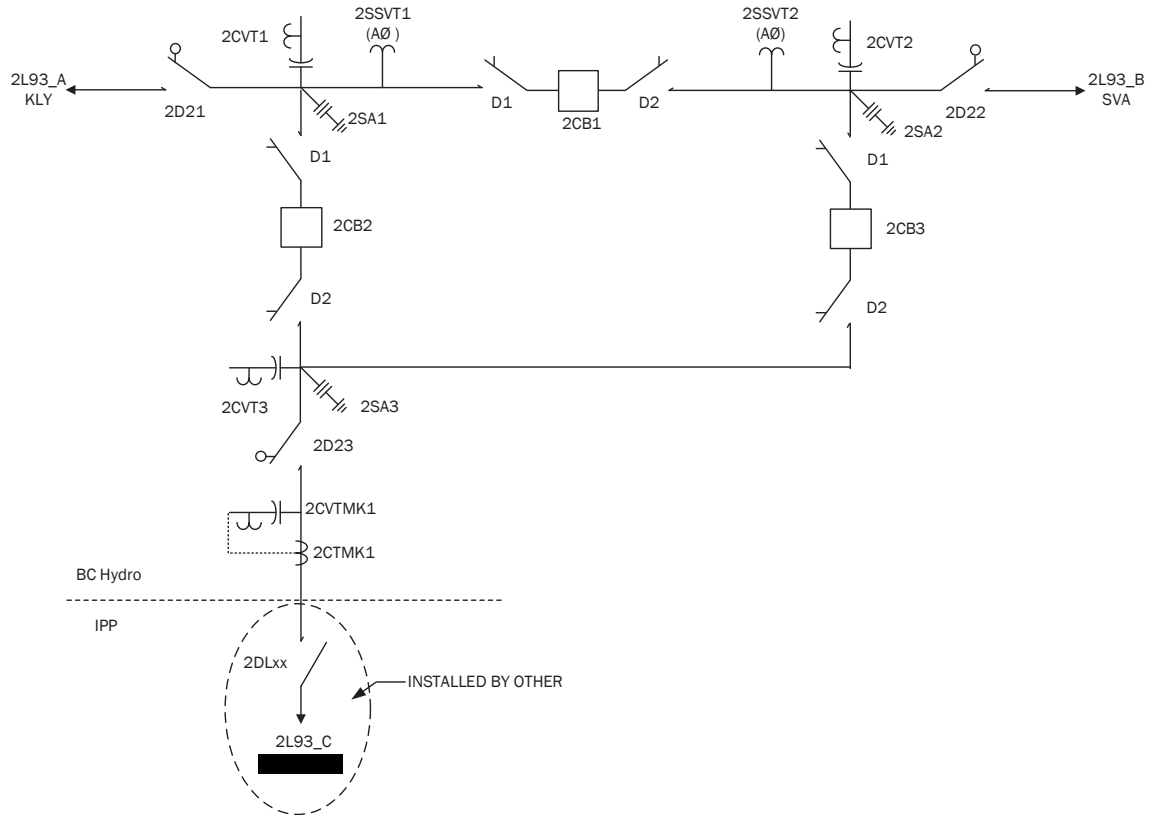 2SSVT1
(AØ )
2SSVT2
(AØ)
2CVT1
2CVT2
2L93_A
KLY
2L93_B
SVA
2D21
D1
D2
2D22
2CB1
2SA1
2SA2
D1
D1
2CB2
2CB3
D2
D2
2CVT3
2SA3
2D23
2CVTMK1
2CTMK1
BC Hydro
IPP
2DLxx
INSTALLED BY OTHER
2L93_C